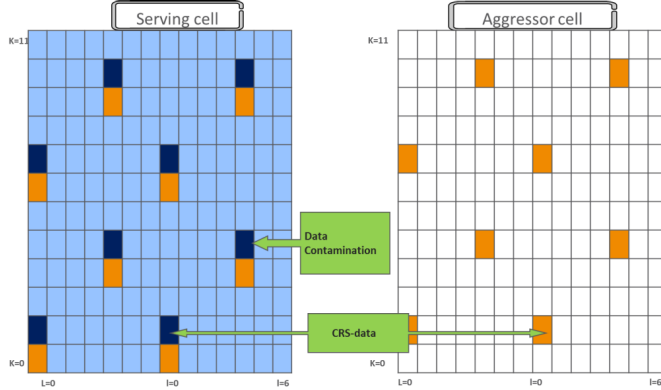 Serving cell
Aggressor cell
K=11
K=11
Data
Contamination
CRS-data
K=0
K=0
L=0
l=0
l=6
L=0
l=0
l=6